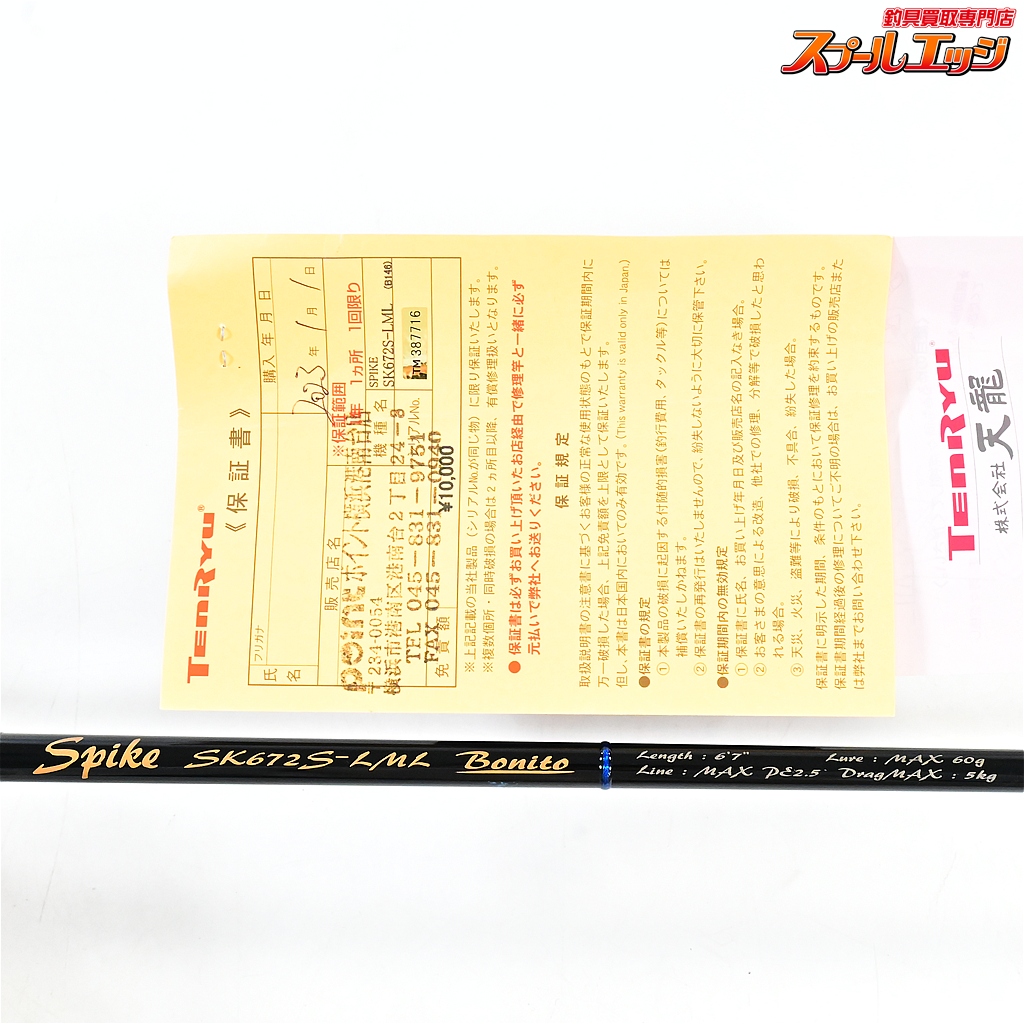 釣具買取専門店
スプールエッジ
TENRYU®
《保証書》
フリガナ
氏名
購入年月日
2023年 1月 1日
販売店名
※保証範囲
1年 1ヵ所 1回限り
point ポイント横浜港南台店
〒234-0054
横浜市港南区港南台2丁目24-8
TEL 045-831-9751
FAX 045-831-0940
機種名
SPIKE
SK672S-LML (B146)
シリアルNo.
TM 387716
免責額
¥10,000
※上記記載の当社製品（シリアルNo.が同じ物）に限り保証いたします。
※複数個所・同時破損の場合は2ヵ所目以降、有償修理扱いとなります。
●保証書は必ずお買い上げ頂いたお店経由で修理竿と一緒に必ず
元払いで弊社へお送りください。
保証規定
取扱説明書の注意書に基づくお客様の正常な使用状態のもとで保証期間内に
万一破損した場合、上記免責額を上限として保証いたします。
但し、本書は日本国内においてのみ有効です。(This warranty is valid only in Japan.)
●保証書の規定
① 本製品の破損に起因する付随的損害(釣行費用、タックル等)については
補償いたしかねます。
② 保証書の再発行はいたしませんので、紛失しないように大切に保管下さい。
●保証期間内の無効規定
① 保証書に氏名、お買い上げ年月日及び販売店名の記入なき場合。
② お客さまの意思による改造、他社での修理、分解等で破損したと思わ
れる場合。
③ 天災、火災、盗難等により破損、不具合、紛失した場合。
保証書に明示した期間、条件のもとにおいて保証修理を約束するものです。
保証書期間経過後の修理についてご不明の場合は、お買い上げの販売店また
は弊社までお問い合わせ下さい。
TENRYU®
株式会社 天龍
Spike SK672S-LML Bonito
Length : 6'7" Lure : MAX 60g
Line : MAX PE2.5 DragMAX : 5kg